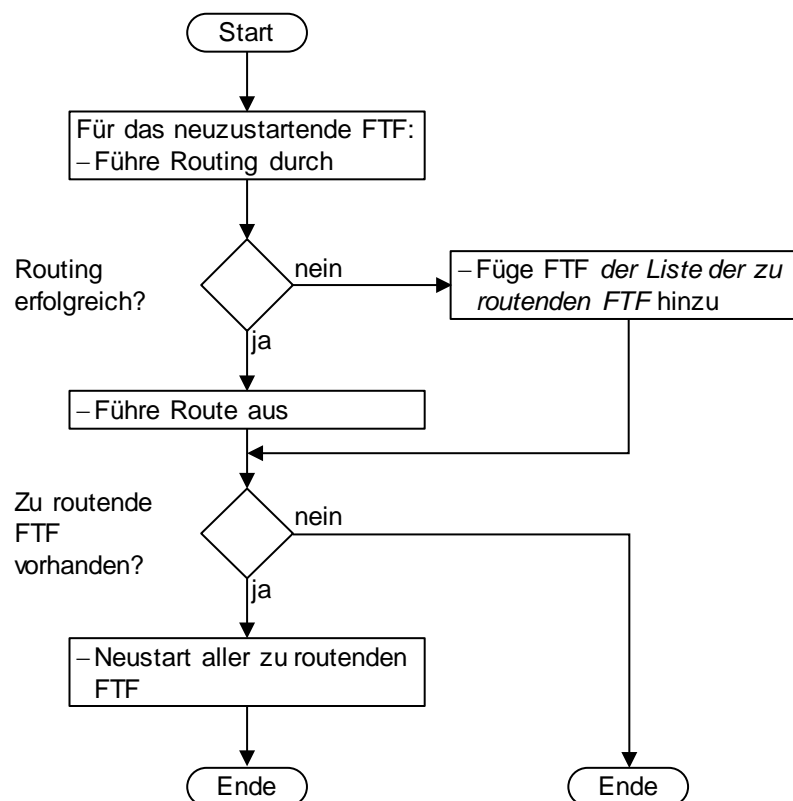 Start
Für das neuzustartende FTF:
– Führe Routing durch
Routing
erfolgreich?
nein
– Füge FTF der Liste der zu
routenden FTF hinzu
ja
– Führe Route aus
Zu routende
FTF
vorhanden?
nein
ja
– Neustart aller zu routenden
FTF
Ende
Ende